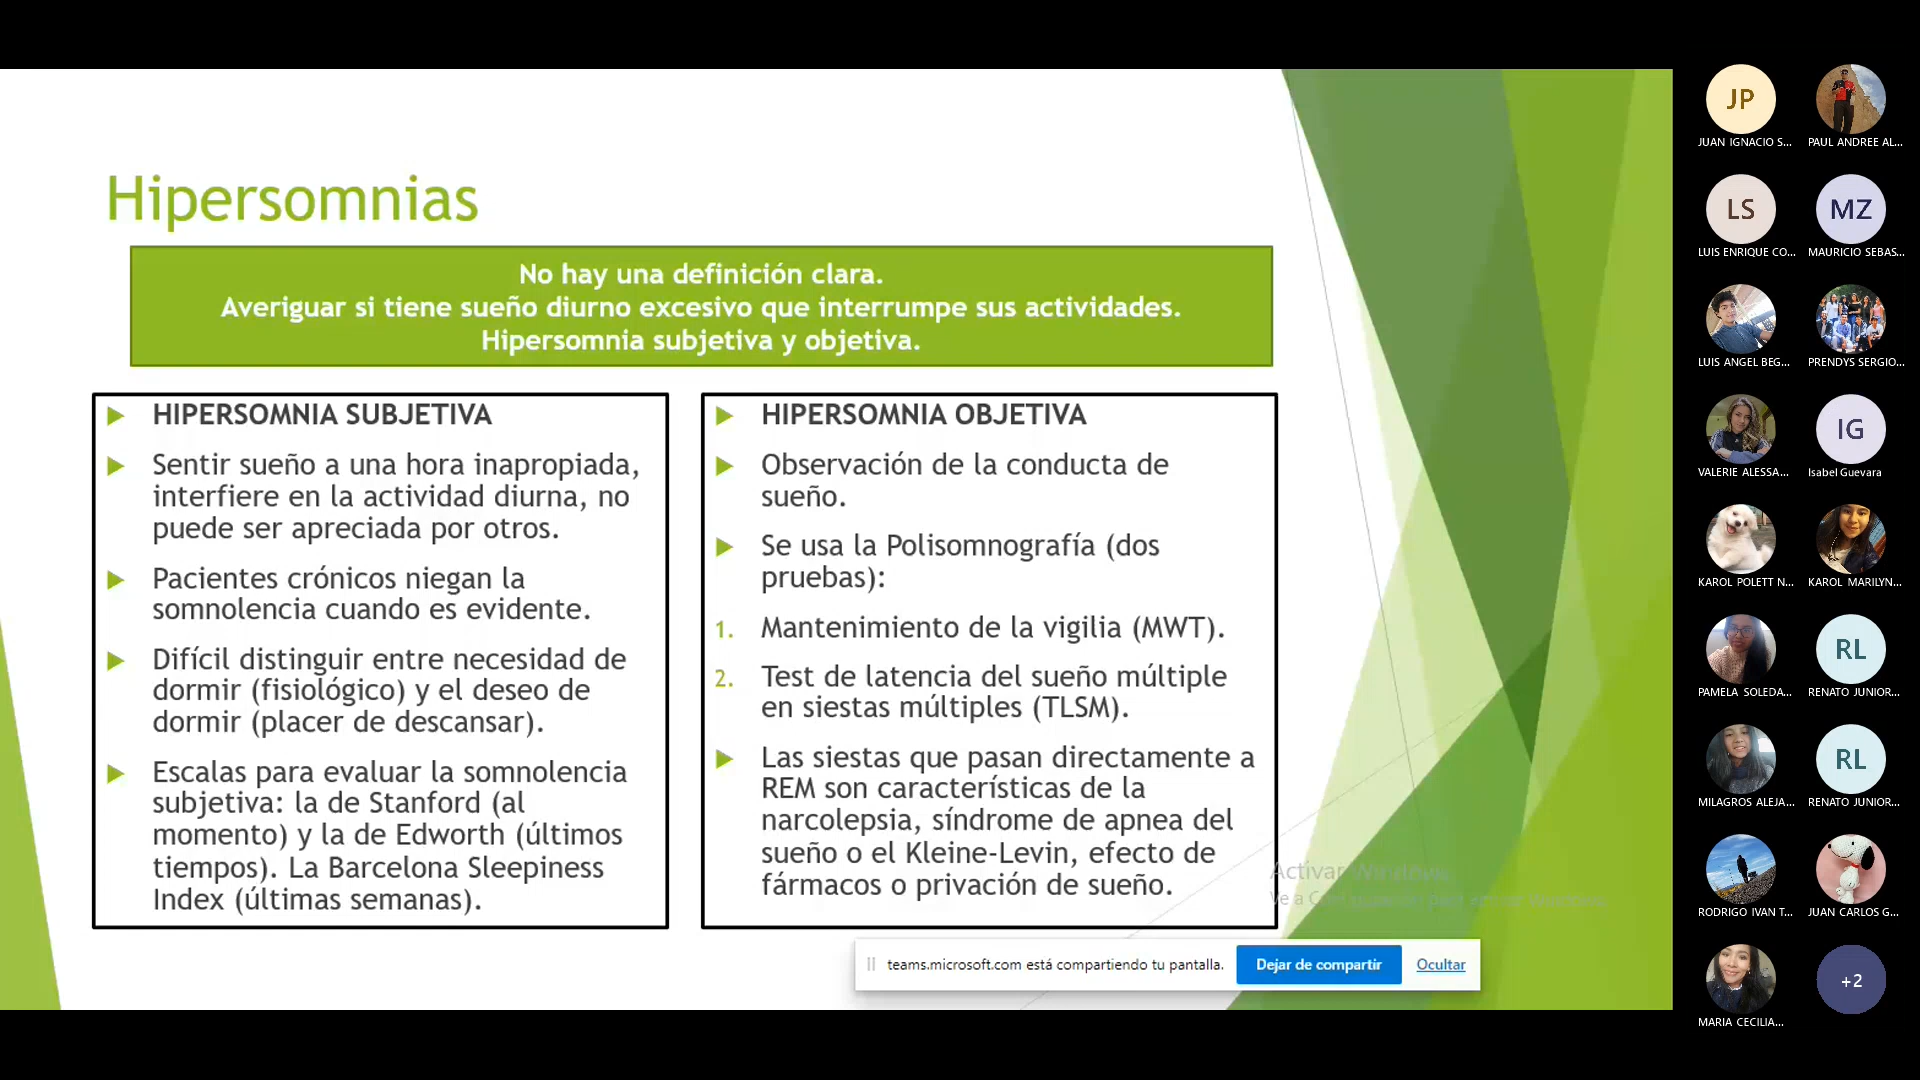 Hipersomnias
No hay una definición clara.
Averiguar si tiene sueño diurno excesivo que interrumpe sus actividades.
Hipersomnia subjetiva y objetiva.
HIPERSOMNIA SUBJETIVA
Sentir sueño a una hora inapropiada,
interfiere en la actividad diurna, no
puede ser apreciada por otros.
Pacientes crónicos niegan la
somnolencia cuando es evidente.
Difícil distinguir entre necesidad de
dormir (fisiológico) y el deseo de
dormir (placer de descansar).
Escalas para evaluar la somnolencia
subjetiva: la de Stanford (al
momento) y la de Edworth (últimos
tiempos). La Barcelona Sleepiness
Index (últimas semanas).
HIPERSOMNIA OBJETIVA
Observación de la conducta de
sueño.
Se usa la Polisomnografía (dos
pruebas):
1. Mantenimiento de la vigilia (MWT).
2. Test de latencia del sueño múltiple
en siestas múltiples (TLSM).
Las siestas que pasan directamente a
REM son características de la
narcolepsia, síndrome de apnea del
sueño o el Kleine-Levin, efecto de
fármacos o privación de sueño.
Activar Windows
teams.microsoft.com está compartiendo tu pantalla.
Dejar de compartir
Ocultar
JP
JUAN IGNACIO S...
PAUL ANDREE AL...
LS
LUIS ENRIQUE CO...
MZ
MAURICIO SEBAS...
LUIS ANGEL BEG...
PRENDYS SERGIO...
VALERIE ALESSA...
IG
Isabel Guevara
KAROL POLETT N...
KAROL MARILYN...
PAMELA SOLEDA...
RL
RENATO JUNIOR...
MILAGROS ALEJA...
RL
RENATO JUNIOR...
RODRIGO IVAN T...
JUAN CARLOS G...
MARIA CECILIA...
+2